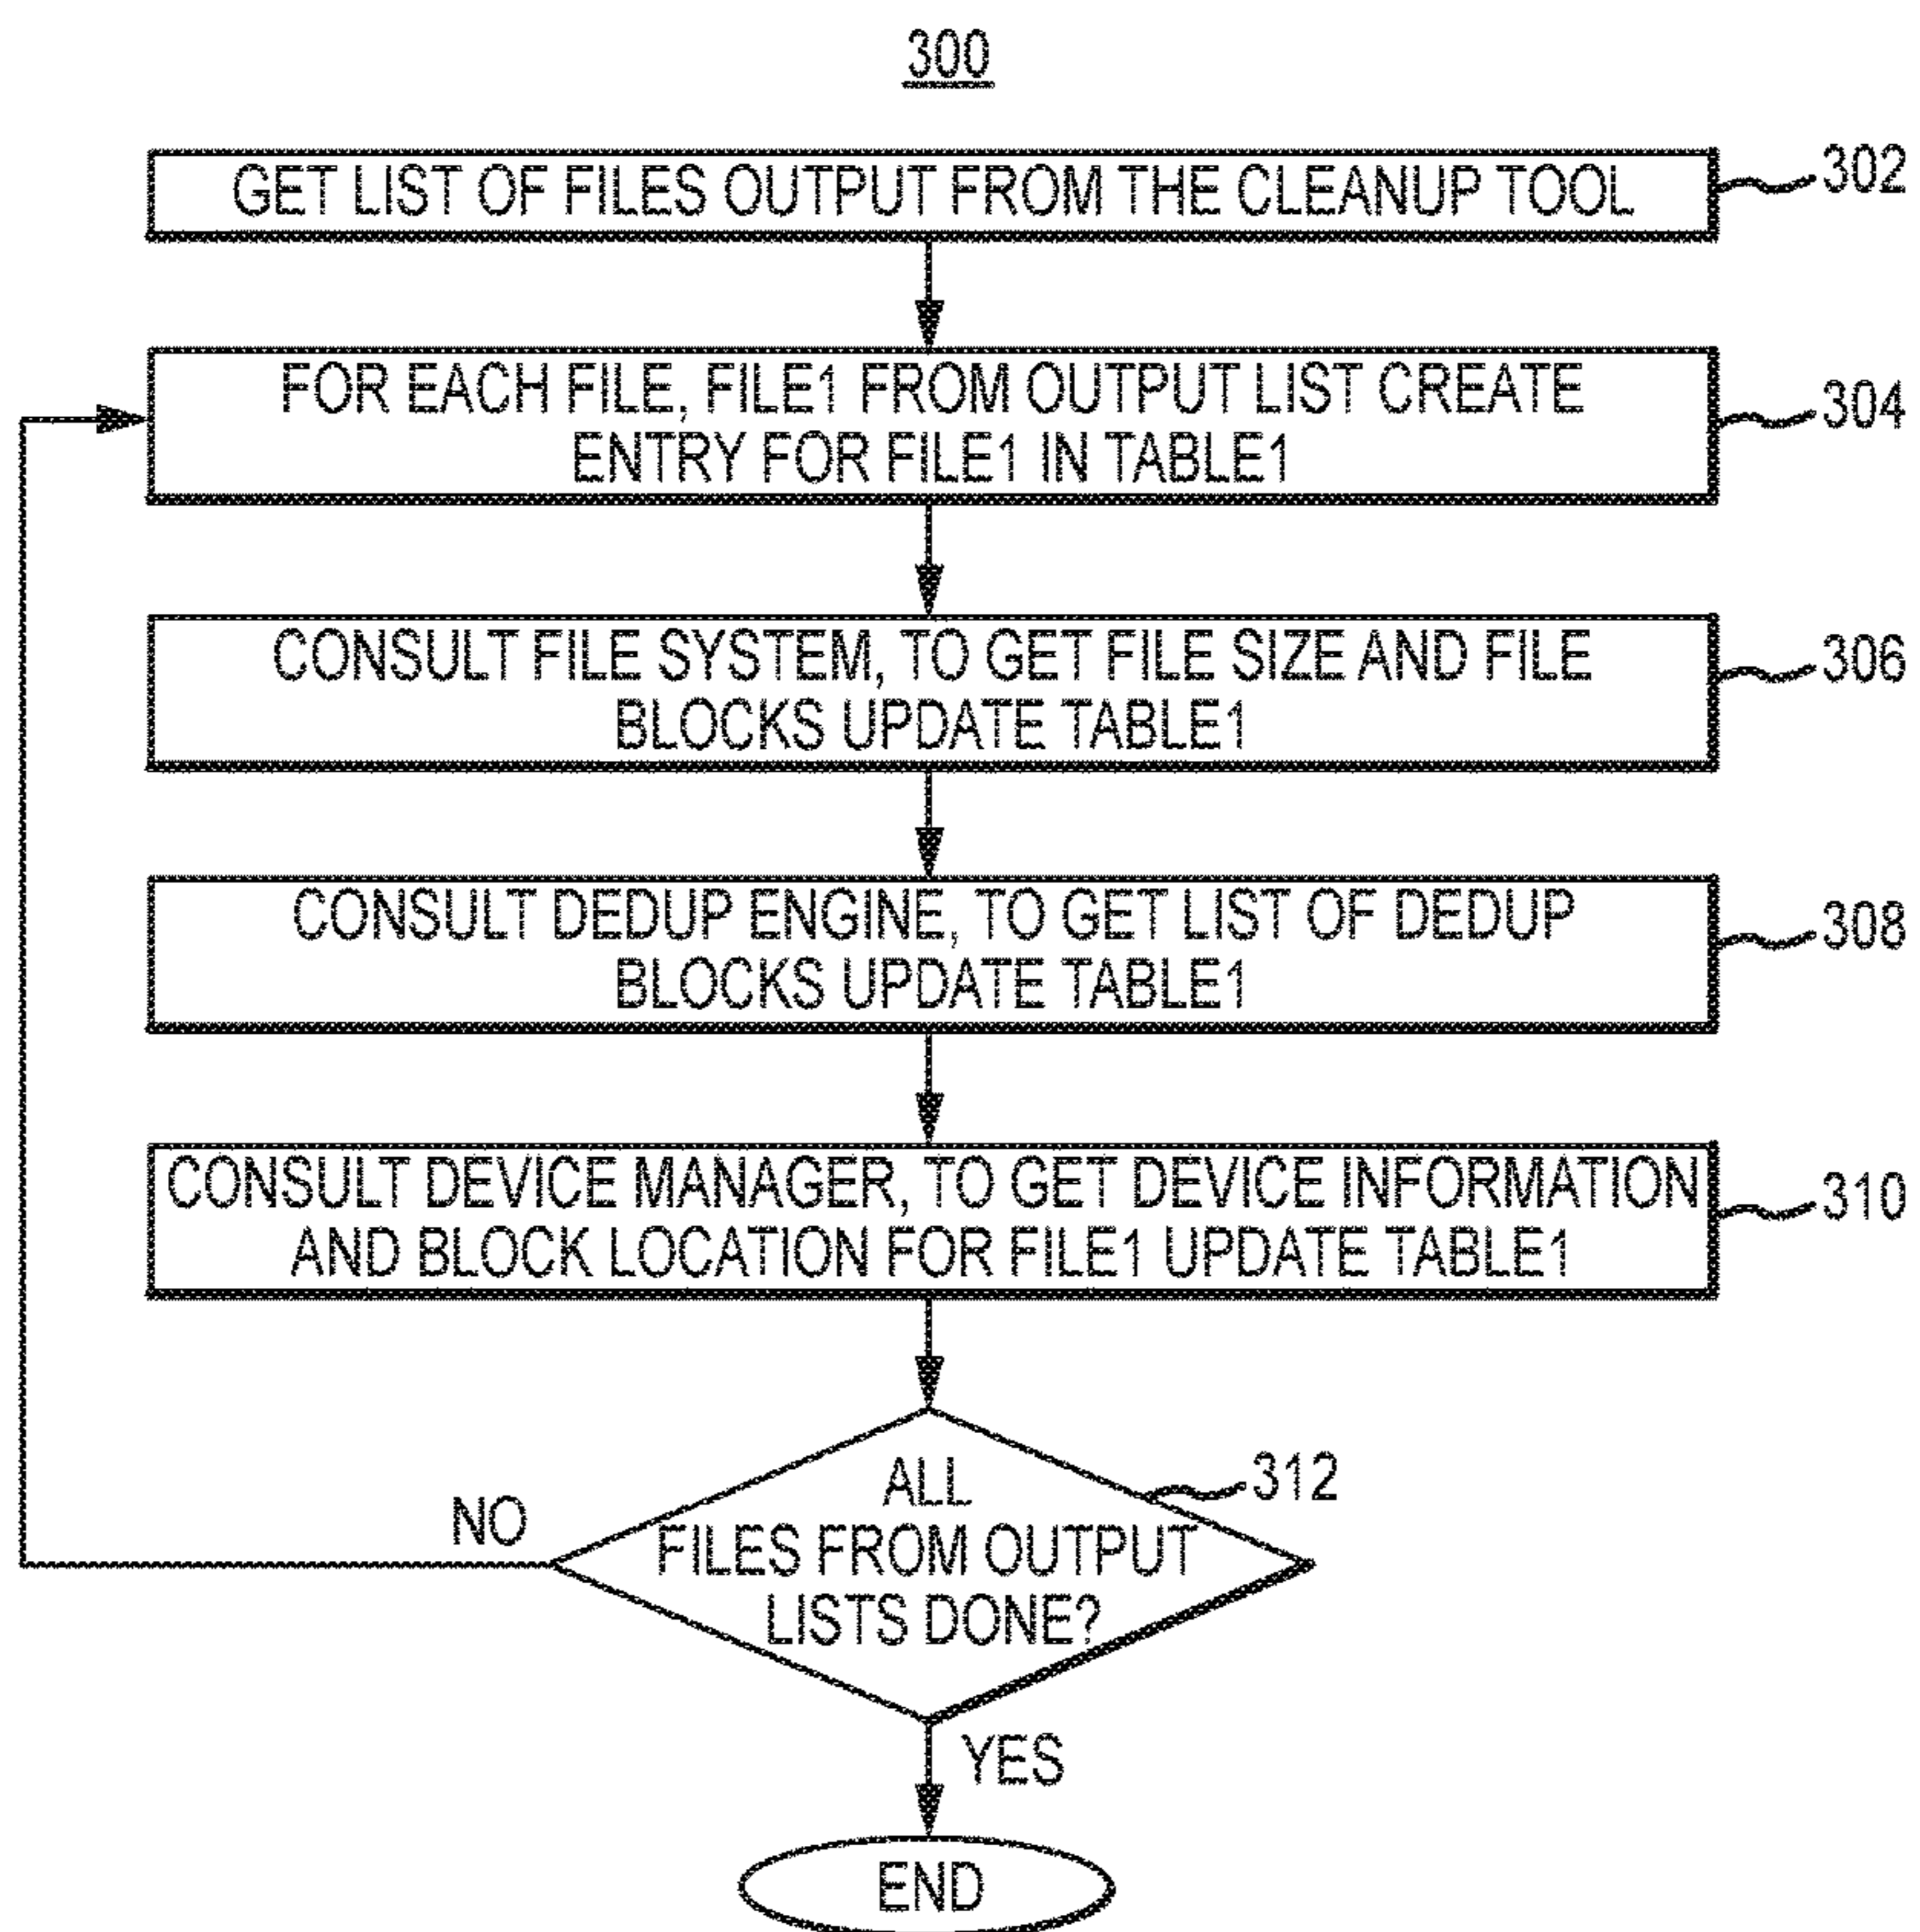 300
GET LIST OF FILES OUTPUT FROM THE CLEANUP TOOL
302
FOR EACH FILE, FILE1 FROM OUTPUT LIST CREATE
ENTRY FOR FILE1 IN TABLE1
304
CONSULT FILE SYSTEM, TO GET FILE SIZE AND FILE
BLOCKS UPDATE TABLE1
306
CONSULT DEDUP ENGINE, TO GET LIST OF DEDUP
BLOCKS UPDATE TABLE1
308
CONSULT DEVICE MANAGER, TO GET DEVICE INFORMATION
AND BLOCK LOCATION FOR FILE1 UPDATE TABLE1
310
ALL
FILES FROM OUTPUT
LISTS DONE?
312
NO
YES
END